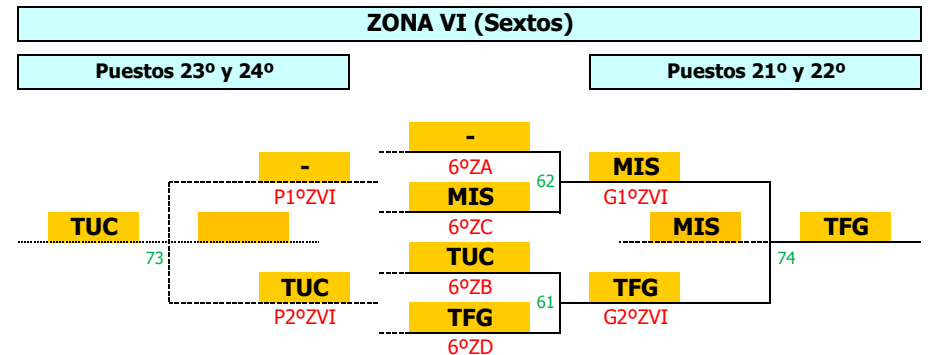 ZONA VI (Sextos)
Puestos 23º y 24º
Puestos 21º y 22º
-
-
6ºZA
62
MIS
P1ºZVI
MIS
G1ºZVI
TUC
6ºZC
MIS
TFG
73
TUC
74
TUC
6ºZB
61
TFG
P2ºZVI
TFG
G2ºZVI
6ºZD